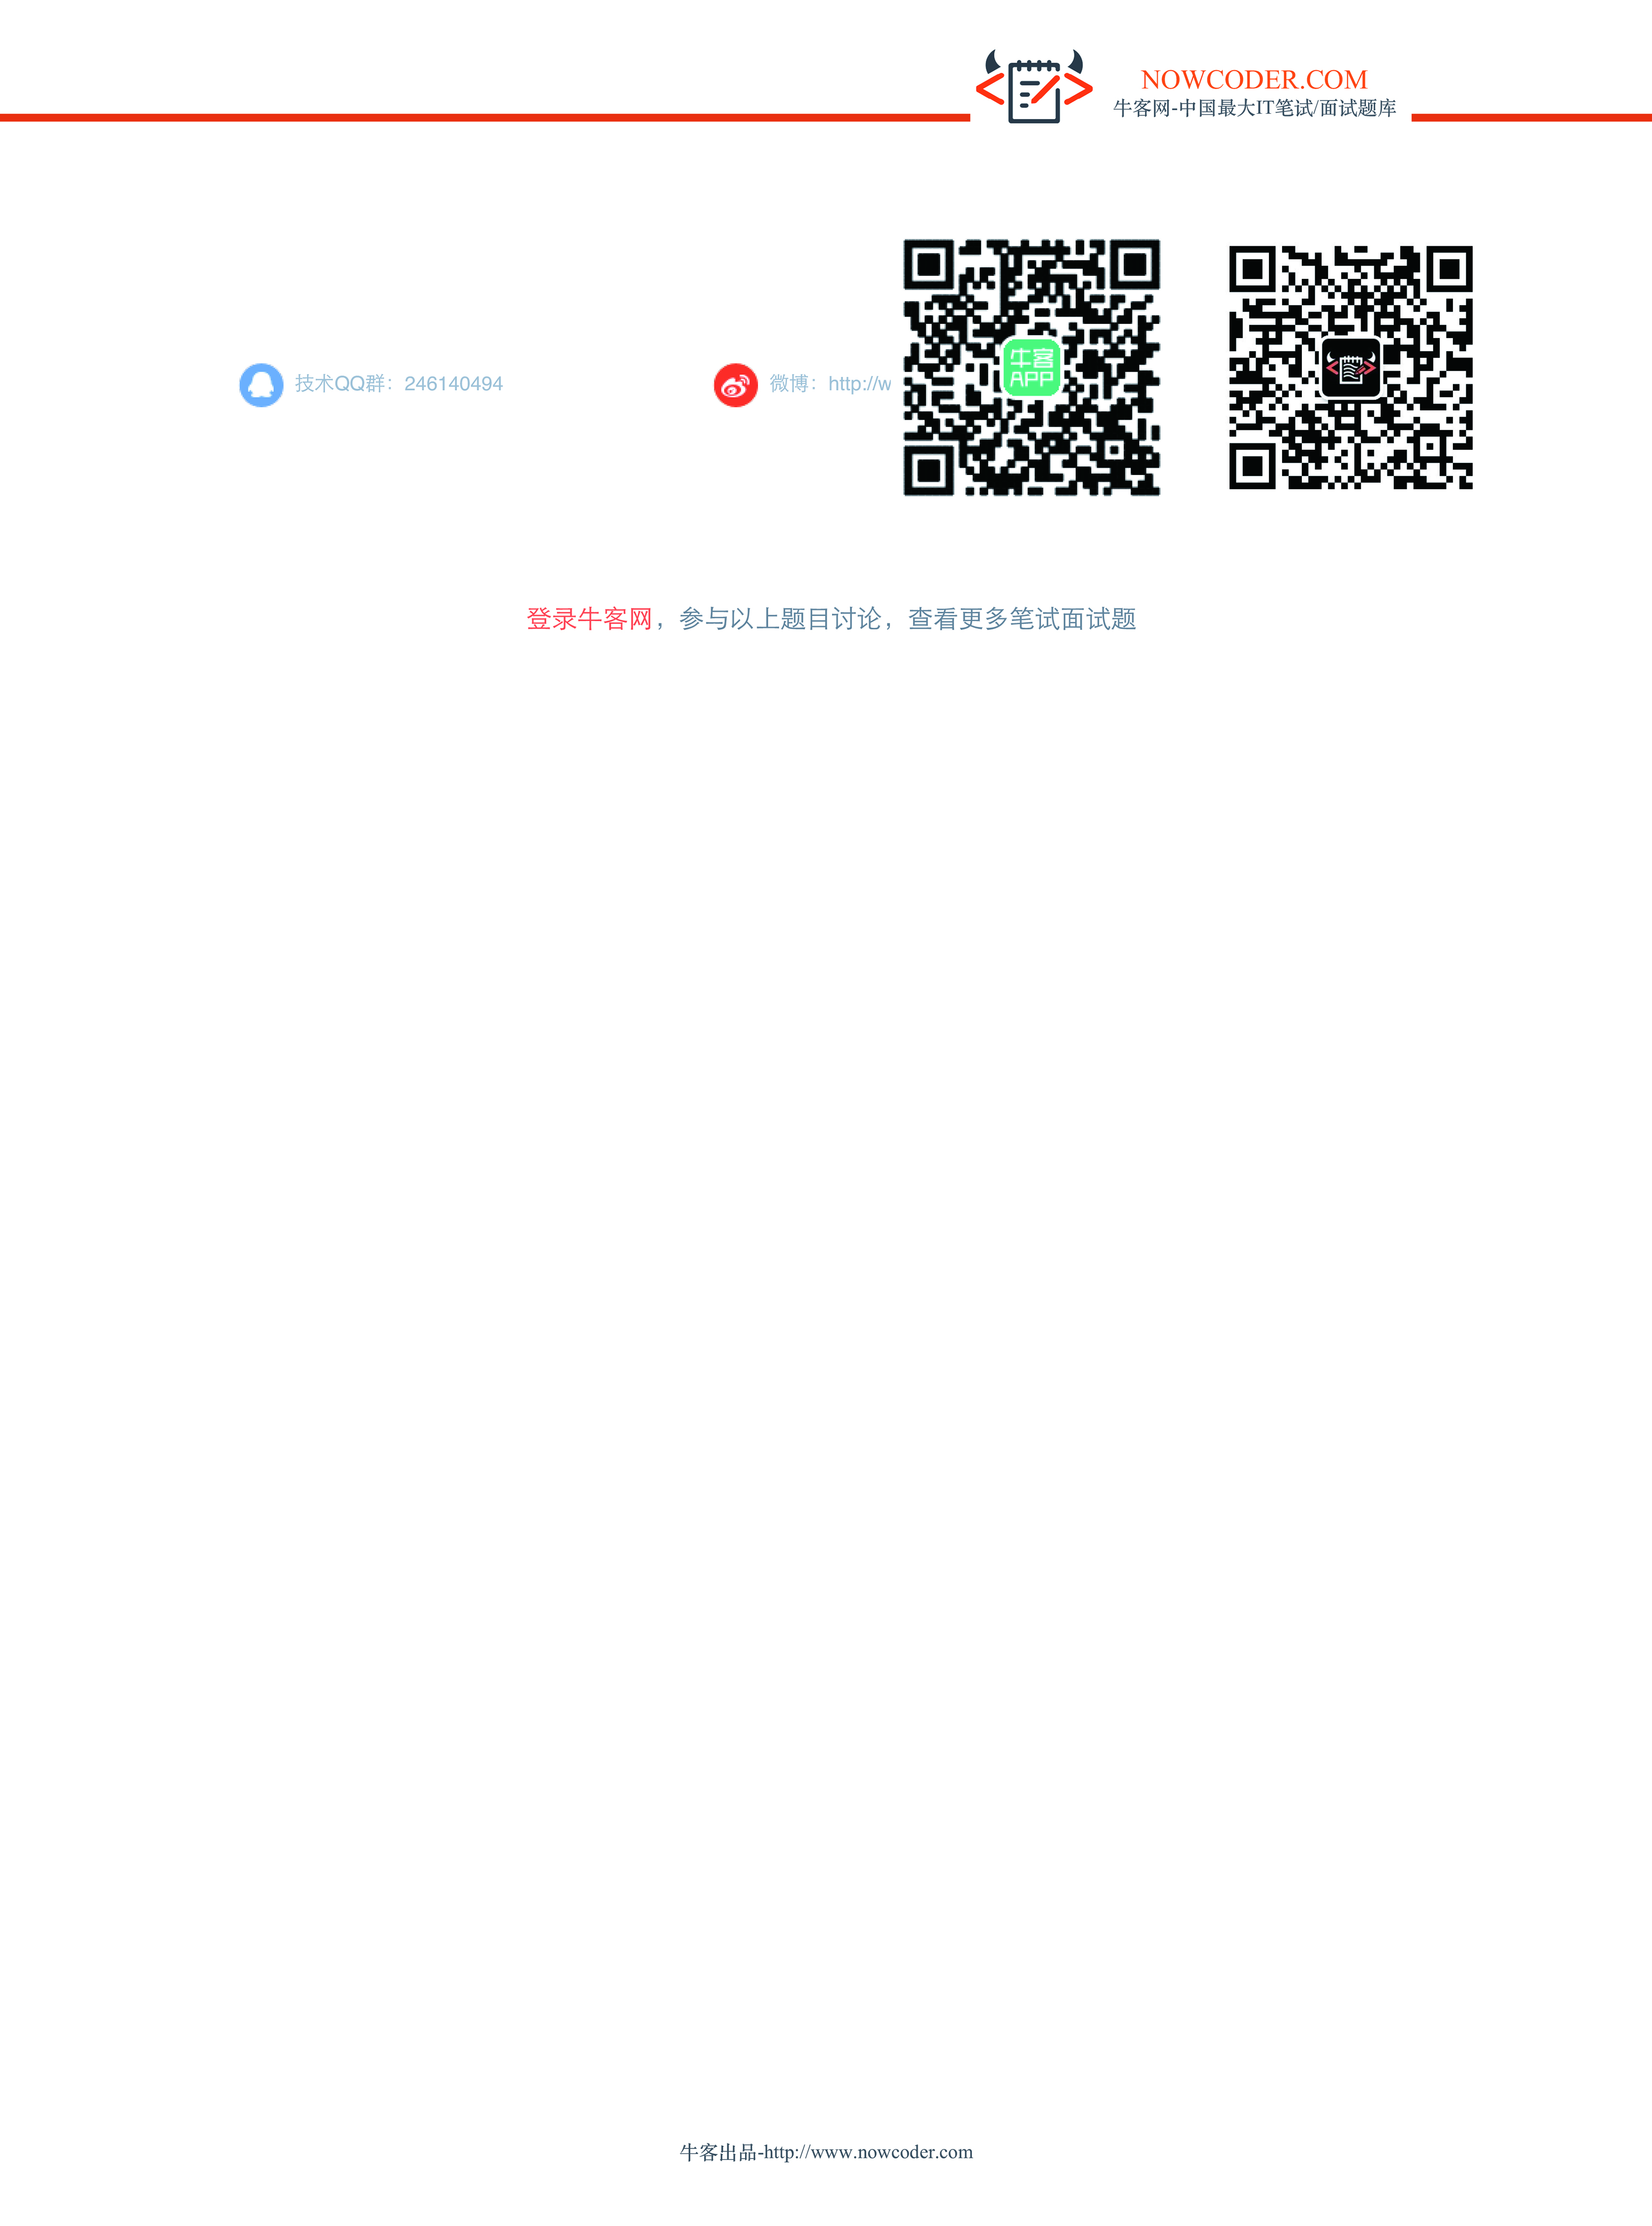 NOWCODER.COM
牛客网-中国最大IT笔试/面试题库
技术QQ群：246140494
微博：http://w
牛客
APP
登录牛客网，参与以上题目讨论，查看更多笔试面试题
牛客出品-http://www.nowcoder.com